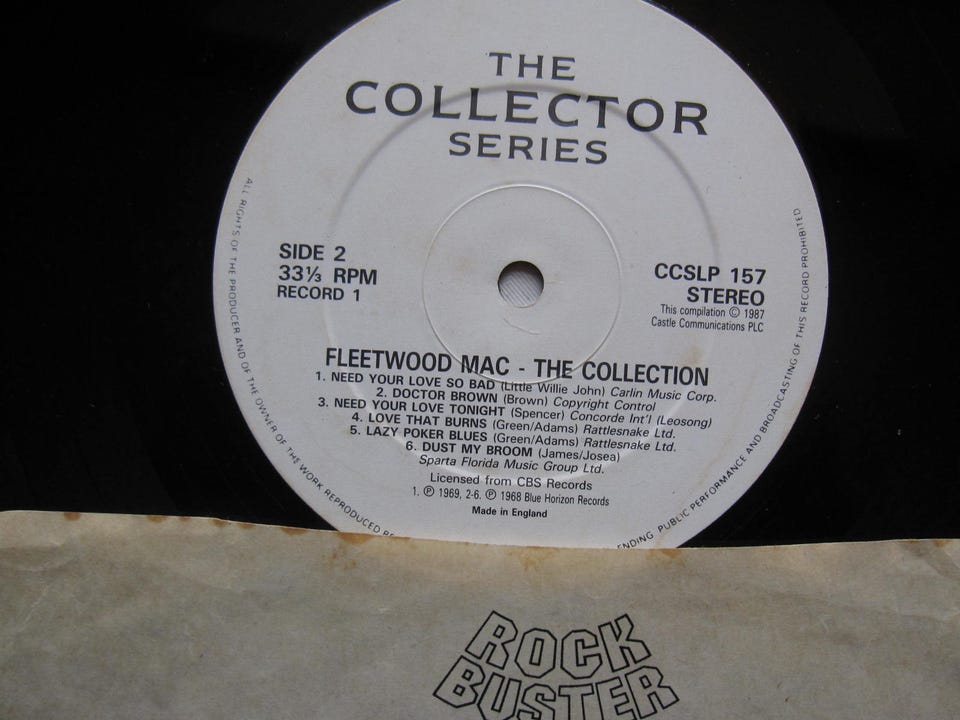 THE
COLLECTOR
SERIES
SIDE 2
33⅓ RPM
RECORD 1
CCSLP 157
STEREO
This compilation © 1987
Castle Communications PLC
FLEETWOOD MAC - THE COLLECTION
1. NEED YOUR LOVE SO BAD (Little Willie John) Carlin Music Corp.
2. DOCTOR BROWN (Brown) Copyright Control
3. NEED YOUR LOVE TONIGHT (Spencer) Concorde Int'l (Leosong)
4. LOVE THAT BURNS (Green/Adams) Rattlesnake Ltd.
5. LAZY POKER BLUES (Green/Adams) Rattlesnake Ltd.
6. DUST MY BROOM (James/Josea)
Sparta Florida Music Group Ltd.
Licensed from CBS Records
1. ℗ 1969, 2-6. ℗ 1968 Blue Horizon Records
Made in England
ALL RIGHTS OF THE PRODUCER AND OF THE OWNER OF THE WORK REPRODUCED
ENDING, PUBLIC PERFORMANCE AND BROADCASTING OF THIS RECORD PROHIBITED
ROCK
BUSTER